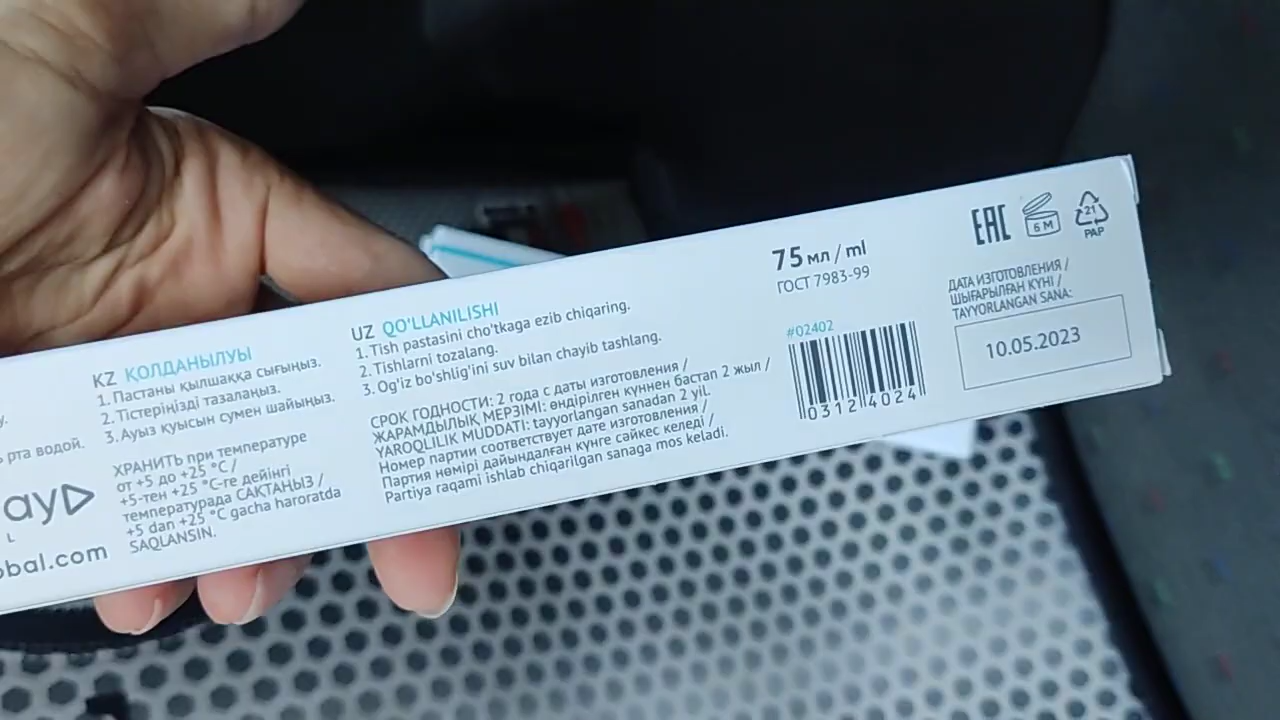 у.
рта водой.
ay
L
obal.com
KZ ҚОЛДАНЫЛУЫ
1. Пастаны қылшаққа сығыңыз.
2. Тістеріңізді тазалаңыз.
3. Ауыз қуысын сумен шайыңыз.
ХРАНИТЬ при температуре
от +5 до +25 °C /
+5-тен +25 °C-ге дейінгі
температурада САҚТАҢЫЗ /
+5 dan +25 °C gacha haroratda
SAQLANSIN.
UZ QO'LLANILISHI
1. Tish pastasini cho'tkaga ezib chiqaring.
2. Tishlarni tozalang.
3. Og'iz bo'shlig'ini suv bilan chayib tashlang.
СРОК ГОДНОСТИ: 2 года с даты изготовления /
ЖАРАМДЫЛЫҚ МЕРЗІМІ: өндірілген күннен бастап 2 жыл /
YAROQLILIK MUDDATI: tayyorlangan sanadan 2 yil.
Номер партии соответствует дате изготовления /
Партия нөмірі дайындалған күнге сәйкес келеді /
Partiya raqami ishlab chiqarilgan sanaga mos keladi.
75 мл / ml
ГОСТ 7983-99
#02402
03124024
EAC
6 M
21
PAP
ДАТА ИЗГОТОВЛЕНИЯ /
ШЫҒАРЫЛҒАН КҮНІ /
TAYYORLANGAN SANA:
10.05.2023